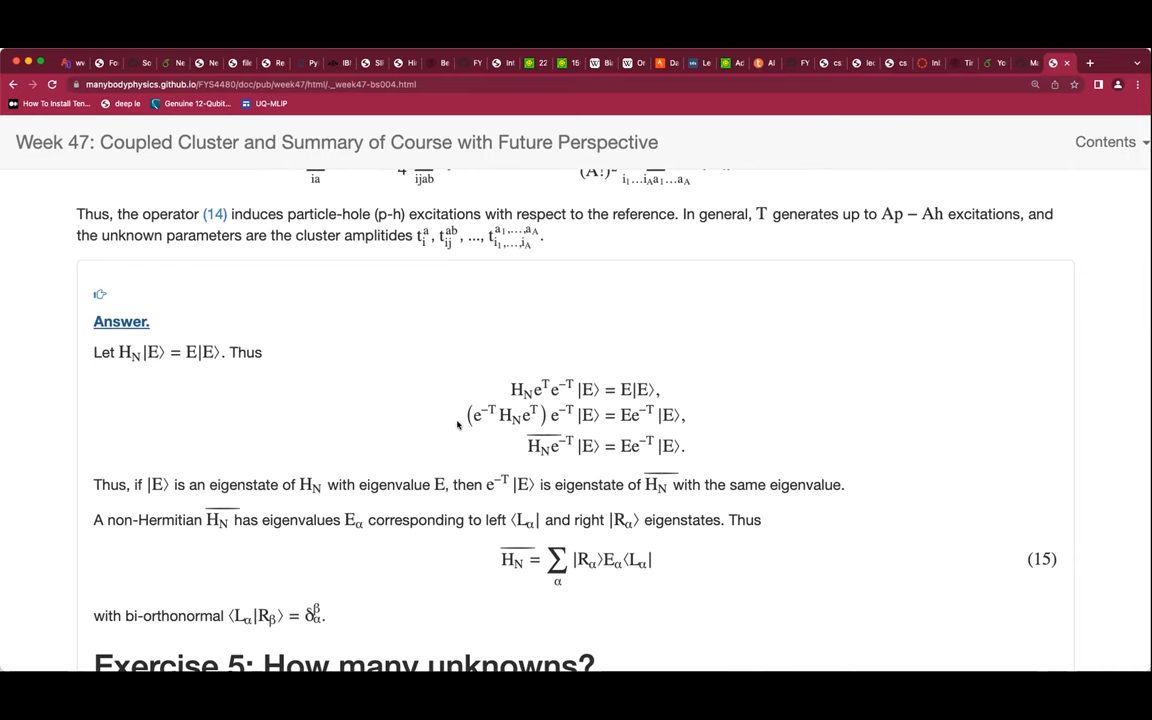 manybodyphysics.github.io/FYS4480/doc/pub/week47/html/._week47-bs004.html
How To Install Ten... deep le Genuine 12-Qubit... UQ-MLIP
Week 47: Coupled Cluster and Summary of Course with Future Perspective Contents
Thus, the operator (14) induces particle-hole (p-h) excitations with respect to the reference. In general, T generates up to Ap − Ah excitations, and
the unknown parameters are the cluster amplitides t_i^a, t_{ij}^{ab}, ..., t_{i₁,…,i_A}^{a₁,…,a_A}.
Answer.
Let H_N|E⟩ = E|E⟩. Thus
H_N e^T e^{−T} |E⟩ = E|E⟩,
(e^{−T} H_N e^T) e^{−T} |E⟩ = Ee^{−T} |E⟩,
\overline{H_N e}^{−T} |E⟩ = Ee^{−T} |E⟩.
Thus, if |E⟩ is an eigenstate of H_N with eigenvalue E, then e^{−T} |E⟩ is eigenstate of \overline{H_N} with the same eigenvalue.
A non-Hermitian \overline{H_N} has eigenvalues E_α corresponding to left ⟨L_α| and right |R_α⟩ eigenstates. Thus
\overline{H_N} = ∑_α |R_α⟩E_α⟨L_α| (15)
with bi-orthonormal ⟨L_α|R_β⟩ = δ_α^β.
Exercise 5: How many unknowns?